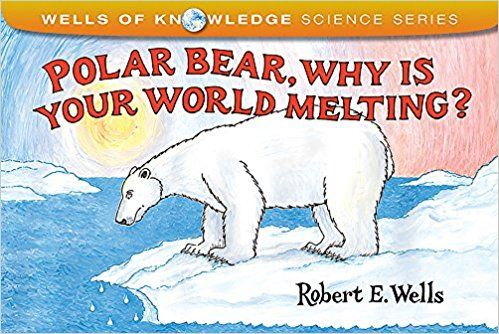 WELLS OF KNOWLEDGE SCIENCE SERIES
POLAR BEAR, WHY IS
YOUR WORLD MELTING?
Robert E. Wells